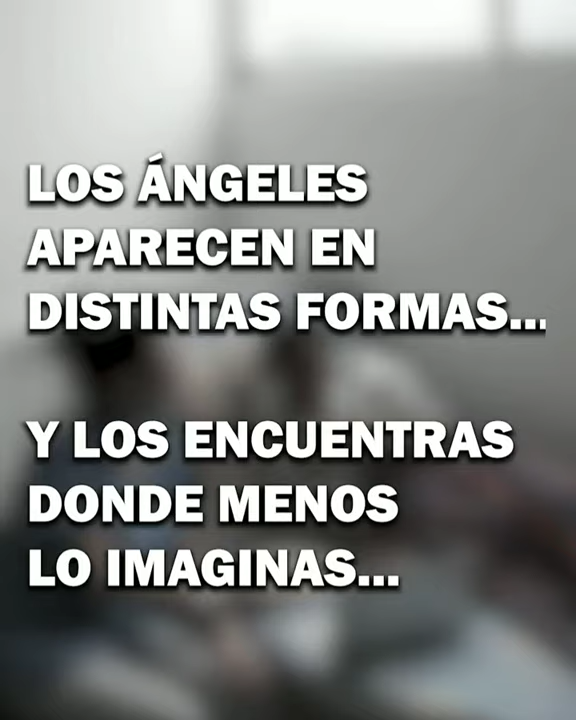 LOS ÁNGELES
APARECEN EN
DISTINTAS FORMAS...
Y LOS ENCUENTRAS
DONDE MENOS
LO IMAGINAS...